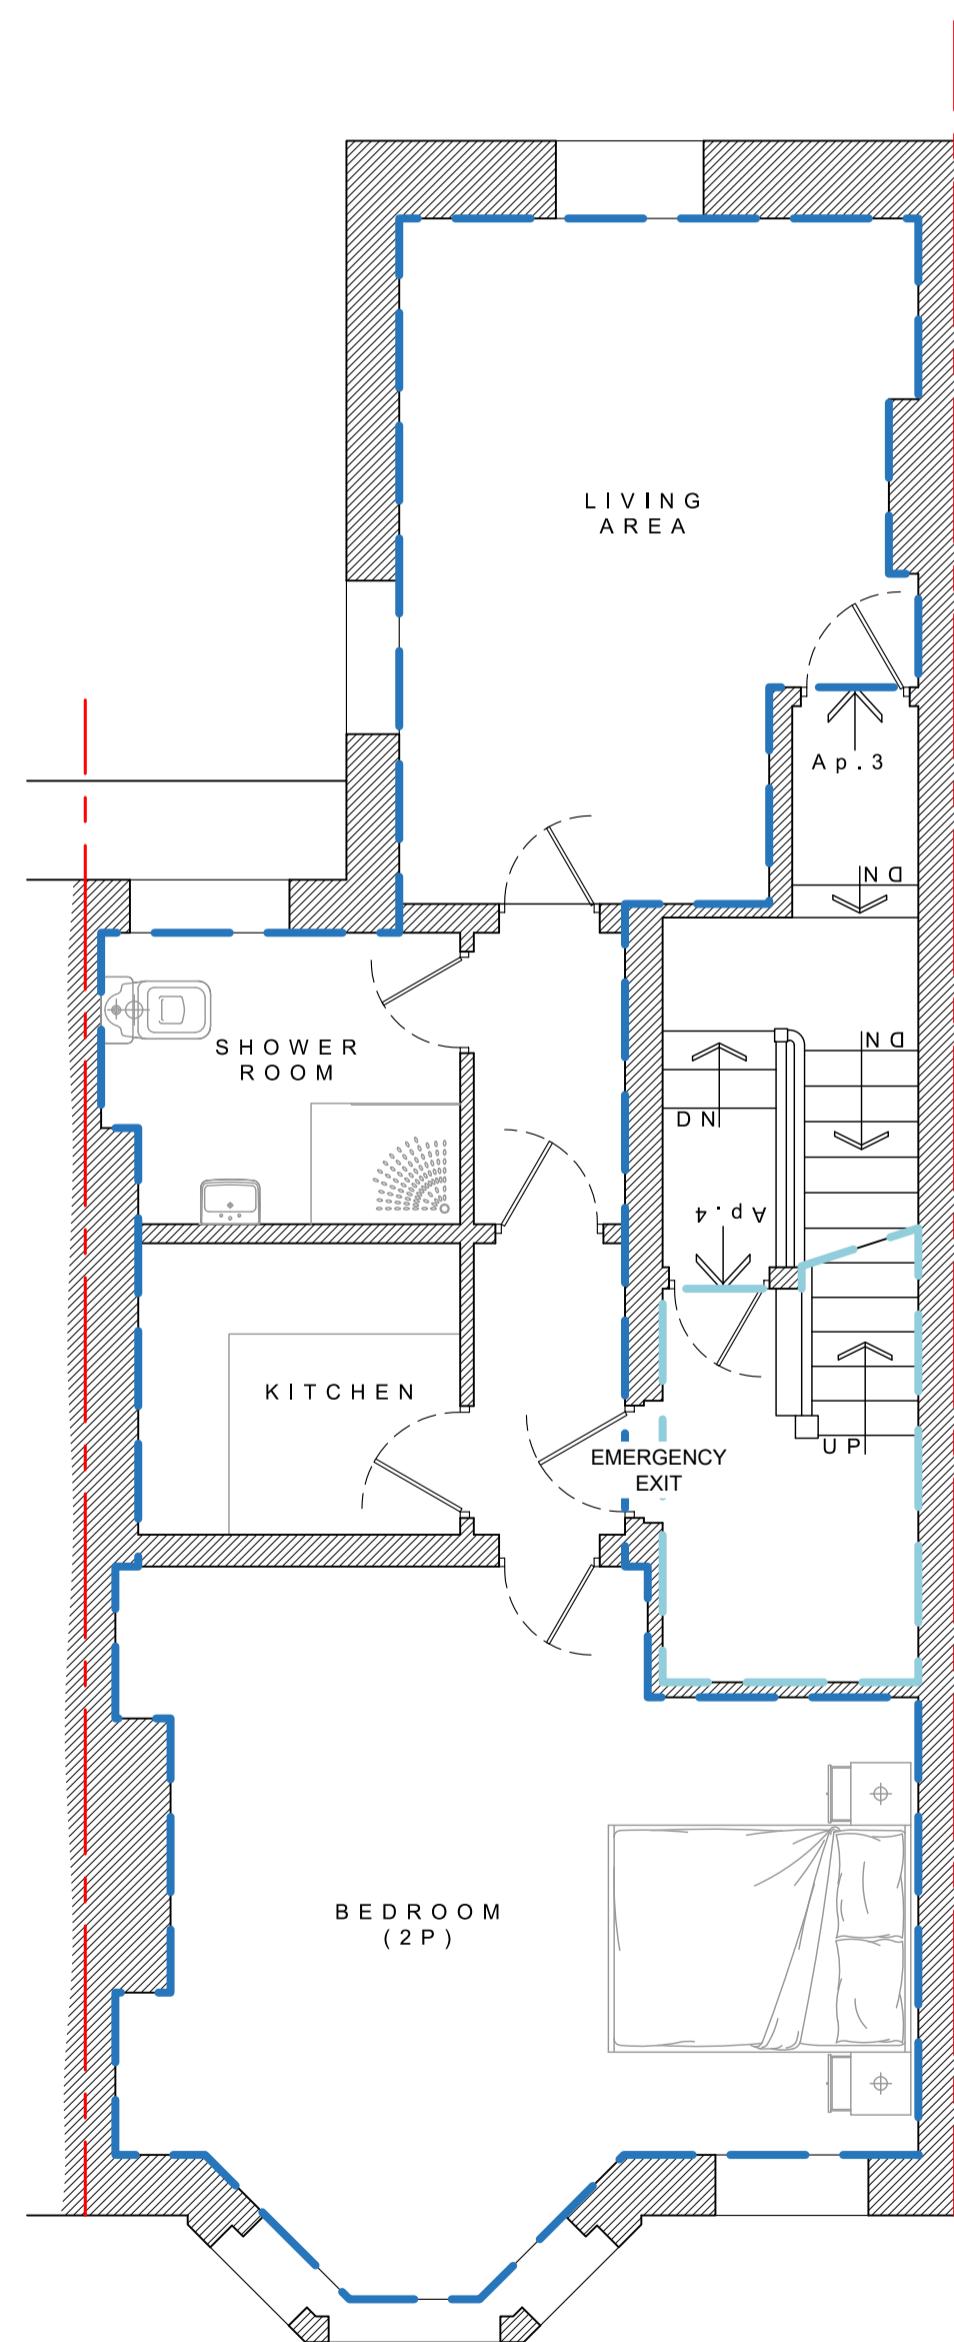 LIVING
AREA
Ap.3
DN
SHOWER
ROOM
DN
DN
Ap.4
KITCHEN
UP
EMERGENCY
EXIT
BEDROOM
(2P)